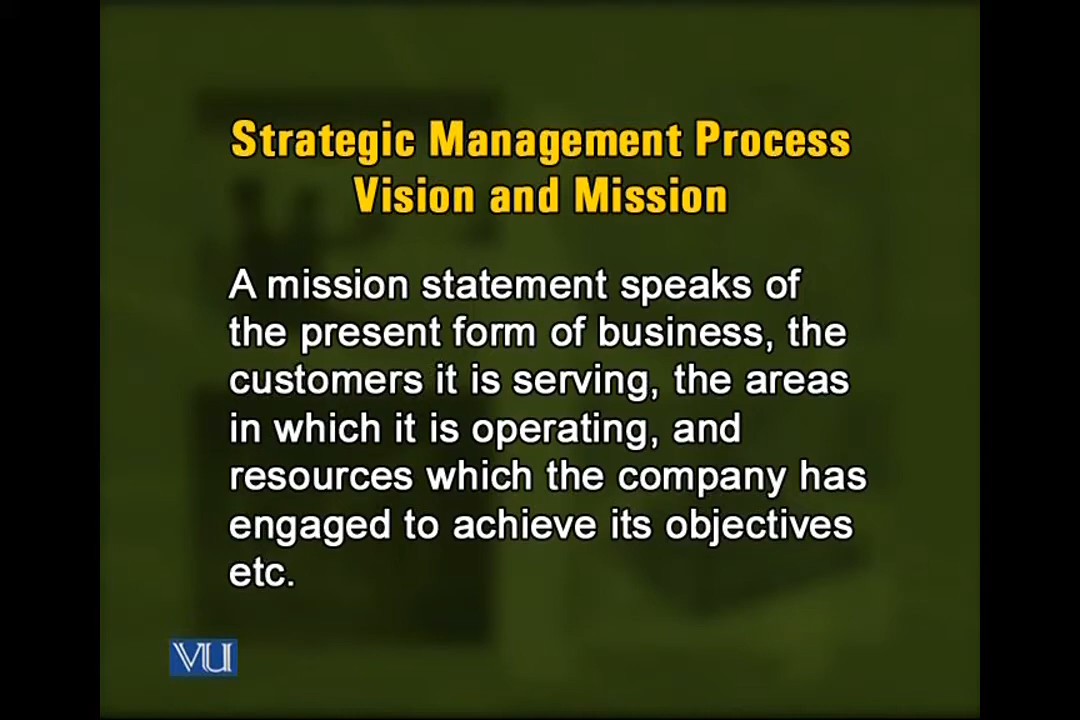 Strategic Management Process
Vision and Mission
A mission statement speaks of
the present form of business, the
customers it is serving, the areas
in which it is operating, and
resources which the company has
engaged to achieve its objectives
etc.
VU